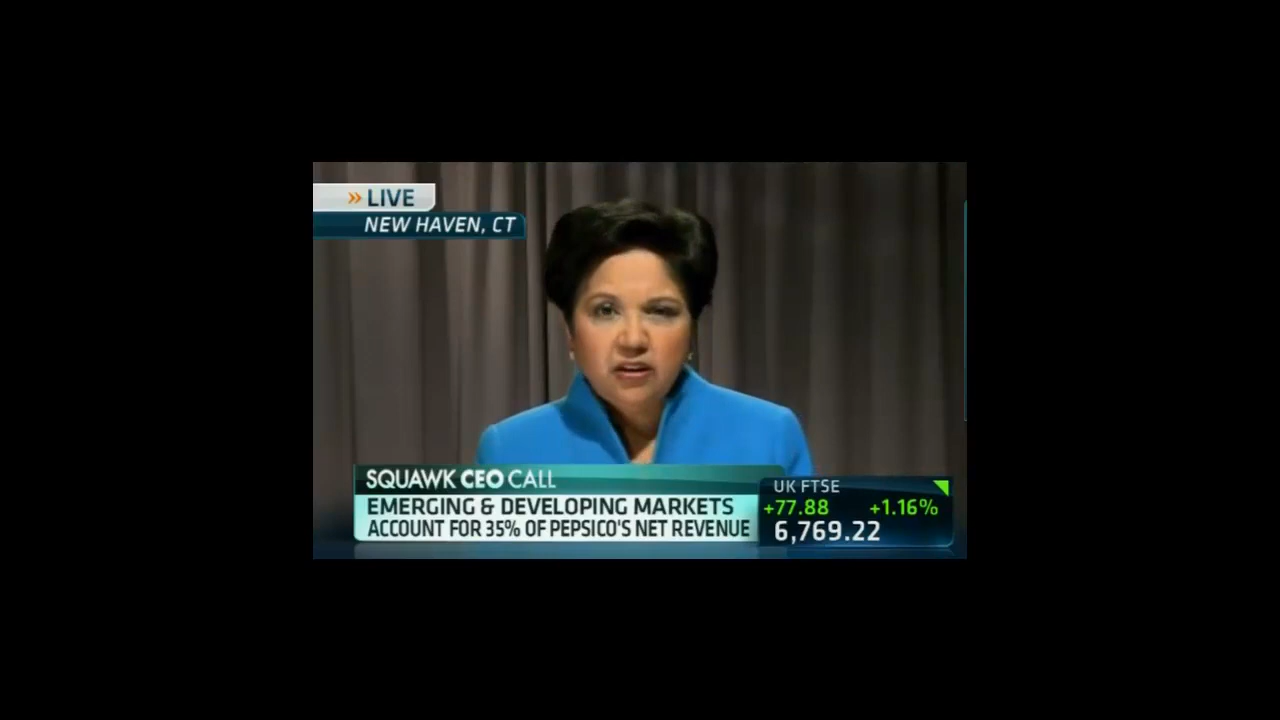 » LIVE
NEW HAVEN, CT
SQUAWK CEO CALL
EMERGING & DEVELOPING MARKETS
ACCOUNT FOR 35% OF PEPSICO'S NET REVENUE
UK FTSE
+77.88 +1.16%
6,769.22